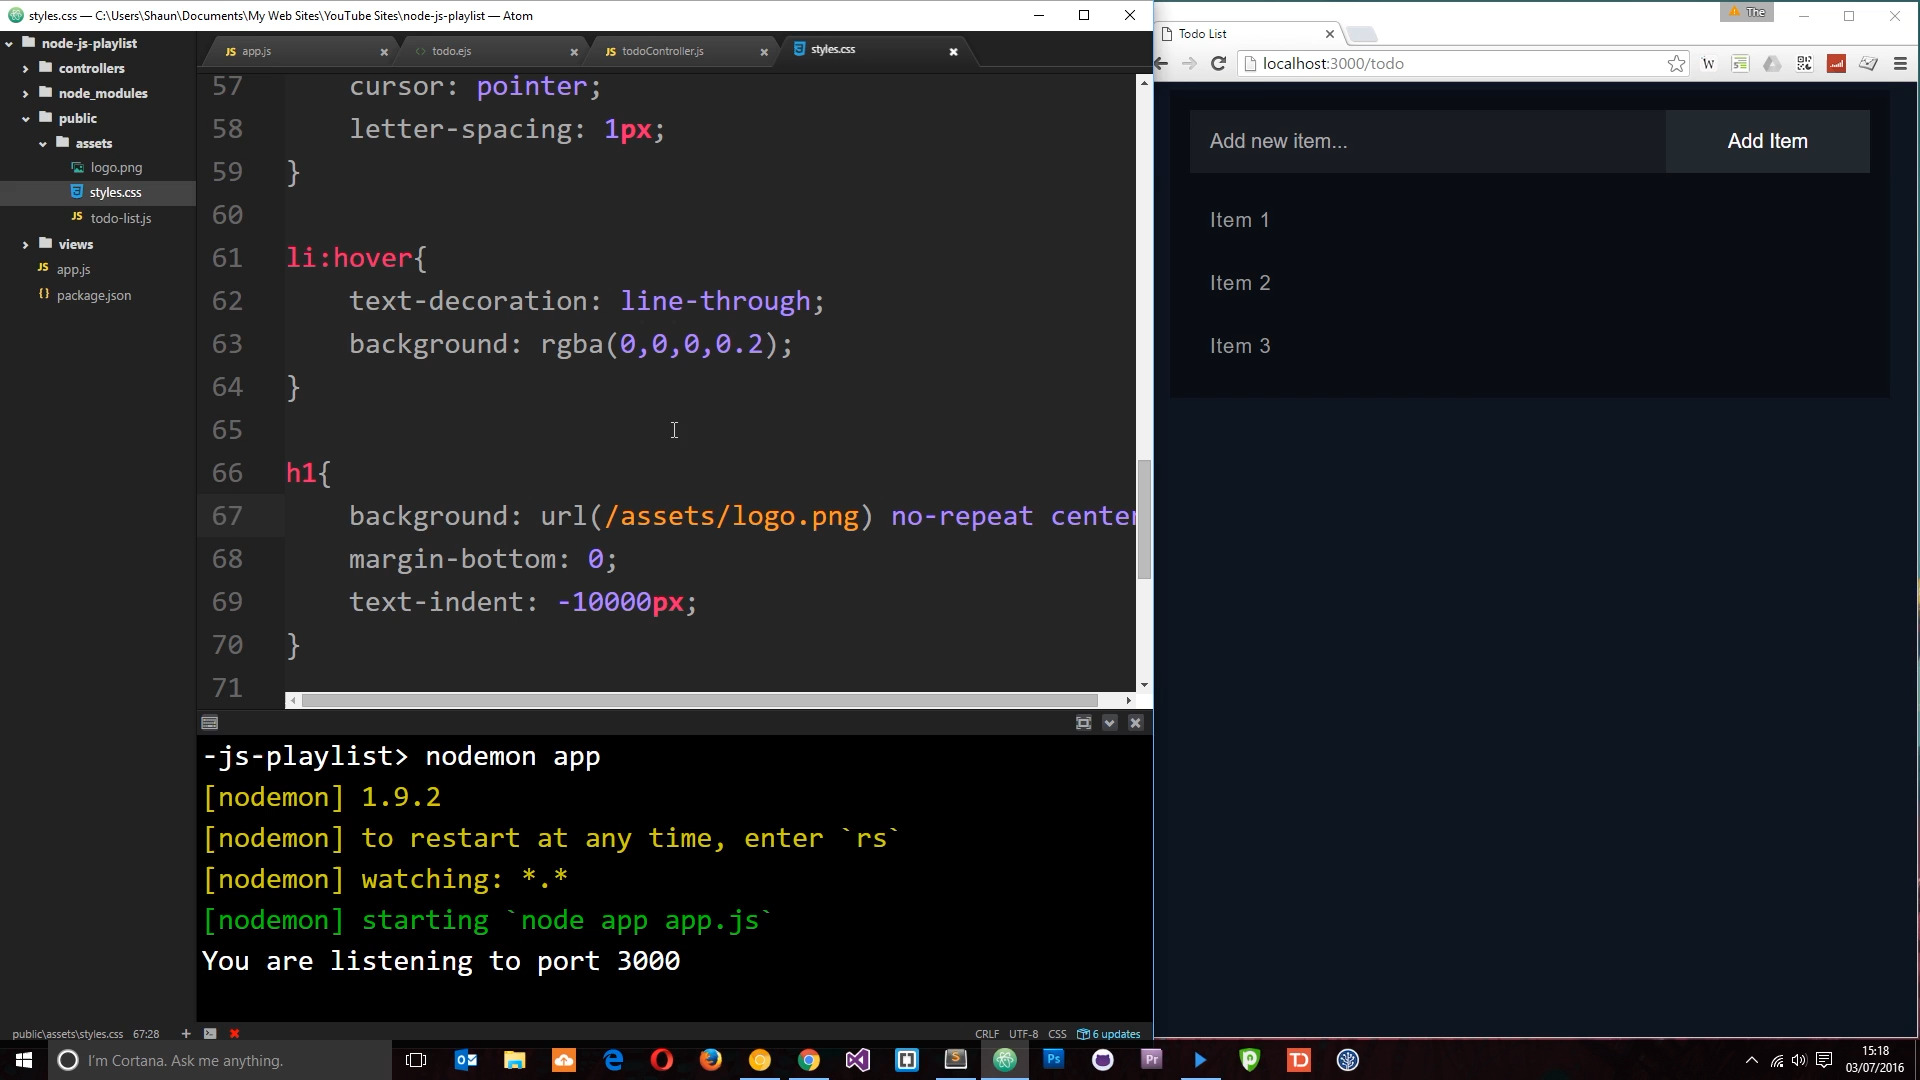 styles.css — C:\Users\Shaun\Documents\My Web Sites\YouTube Sites\node-js-playlist — Atom
The
node-js-playlist
controllers
node_modules
public
assets
logo.png
styles.css
JS todo-list.js
views
JS app.js
{} package.json
JS app.js
<> todo.ejs
JS todoController.js
styles.css
57 cursor: pointer;
58 letter-spacing: 1px;
59 }
60
61 li:hover{
62 text-decoration: line-through;
63 background: rgba(0,0,0,0.2);
64 }
65
66 h1{
67 background: url(/assets/logo.png) no-repeat center
68 margin-bottom: 0;
69 text-indent: -10000px;
70 }
71
-js-playlist> nodemon app
[nodemon] 1.9.2
[nodemon] to restart at any time, enter `rs`
[nodemon] watching: *.*
[nodemon] starting `node app app.js`
You are listening to port 3000
public\assets\styles.css 67:28
CRLF UTF-8 CSS 6 updates
Todo List
localhost:3000/todo
W
Add new item...
Add Item
Item 1
Item 2
Item 3
I'm Cortana. Ask me anything.
Ps
Pr
TD
15:18
03/07/2016